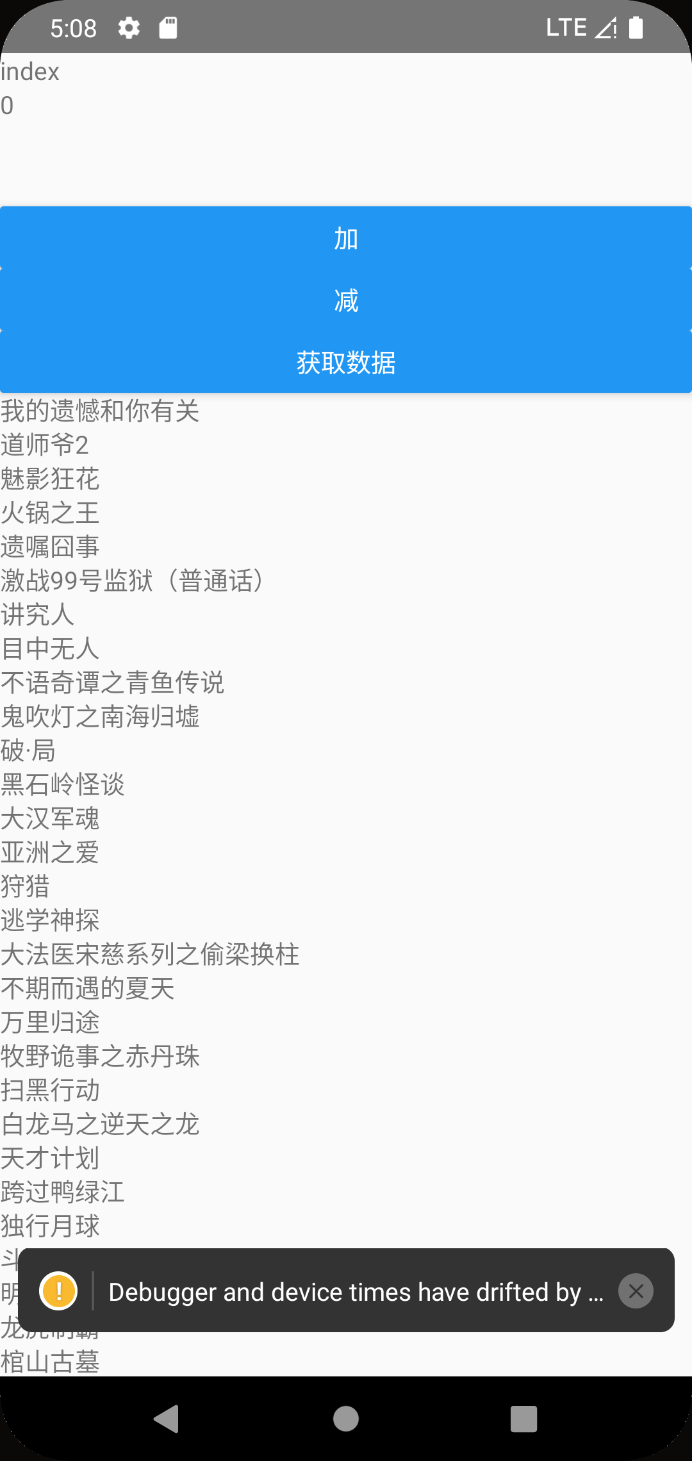 5:08 LTE
index
0
加
减
获取数据
我的遗憾和你有关
道师爷2
魅影狂花
火锅之王
遗嘱囧事
激战99号监狱（普通话）
讲究人
目中无人
不语奇谭之青鱼传说
鬼吹灯之南海归墟
破·局
黑石岭怪谈
大汉军魂
亚洲之爱
狩猎
逃学神探
大法医宋慈系列之偷梁换柱
不期而遇的夏天
万里归途
牧野诡事之赤丹珠
扫黑行动
白龙马之逆天之龙
天才计划
跨过鸭绿江
独行月球
Debugger and device times have drifted by ...
棺山古墓